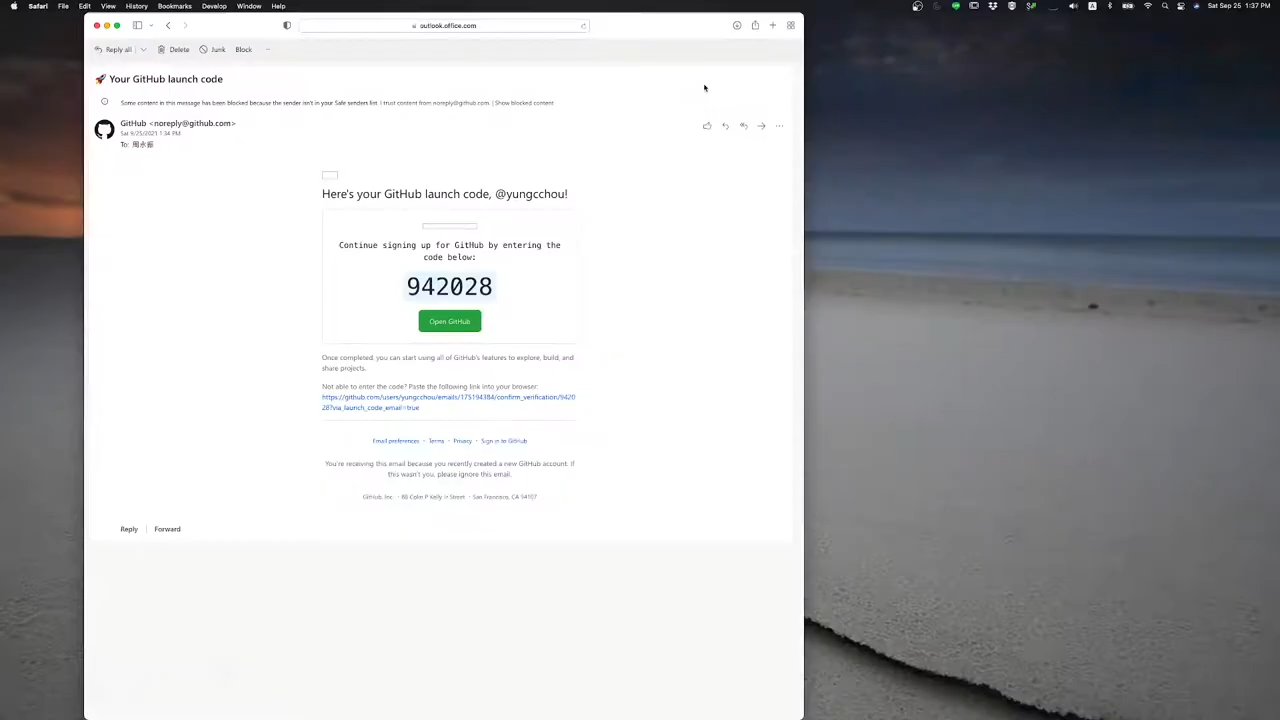 Safari File Edit View History Bookmarks Develop Window Help
Sat Sep 25 1:37 PM
outlook.office.com
Reply all Delete Junk Block
🚀 Your GitHub launch code
Some content in this message has been blocked because the sender isn't in your Safe senders list. I trust content from noreply@github.com. | Show blocked content
GitHub <noreply@github.com>
Sat 9/25/2021 1:34 PM
To: 周永振
Here's your GitHub launch code, @yungcchou!
Continue signing up for GitHub by entering the
code below:
942028
Open GitHub
Once completed, you can start using all of GitHub's features to explore, build, and
share projects.
Not able to enter the code? Paste the following link into your browser:
https://github.com/users/yungcchou/emails/175194384/confirm_verification/9420
28?via_launch_code_email=true
Email preferences · Terms · Privacy · Sign in to GitHub
You're receiving this email because you recently created a new GitHub account. If
this wasn't you, please ignore this email.
GitHub, Inc. · 88 Colin P Kelly Jr Street · San Francisco, CA 94107
Reply | Forward